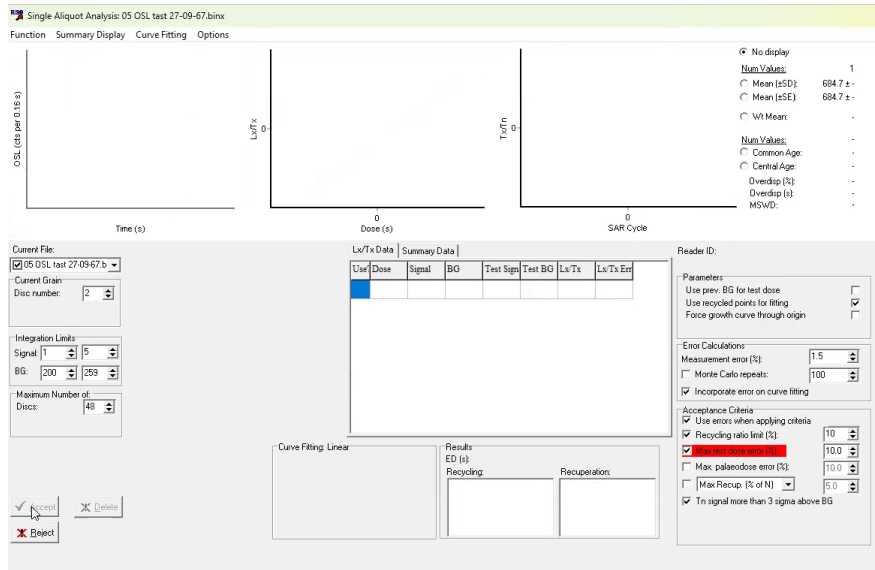 Single Aliquot Analysis: 05 OSL tast 27-09-67.binx
Function Summary Display Curve Fitting Options
OSL (cts per 0.16 s)
Time (s)
Lx/Tx
0
0
Dose (s)
Tx/Tn
0
0
SAR Cycle
No display
Num Values: 1
Mean (±SD): 684.7 ± -
Mean (±SE): 684.7 ± -
Wt Mean: -
Num Values: -
Common Age: -
Central Age: -
Overdisp (%): -
Overdisp (s): -
MSWD: -
Current File:
05 OSL tast 27-09-67.b
Current Grain
Disc number: 2
Integration Limits
Signal: 1 5
BG: 200 259
Maximum Number of:
Discs: 48
Accept Delete
Reject
Lx/Tx Data Summary Data
Use? Dose Signal BG Test Sign Test BG Lx/Tx Lx/Tx Err
Curve Fitting: Linear
Results
ED (s):
Recycling: Recuperation:
Reader ID:
Parameters
Use prev. BG for test dose
Use recycled points for fitting
Force growth curve through origin
Error Calculations
Measurement error (%): 1.5
Monte Carlo repeats: 100
Incorporate error on curve fitting
Acceptance Criteria
Use errors when applying criteria
Recycling ratio limit (%): 10
Max test dose error (%): 10.0
Max. palaeodose error (%): 10.0
Max Recup. (% of N) 5.0
Tn signal more than 3 sigma above BG